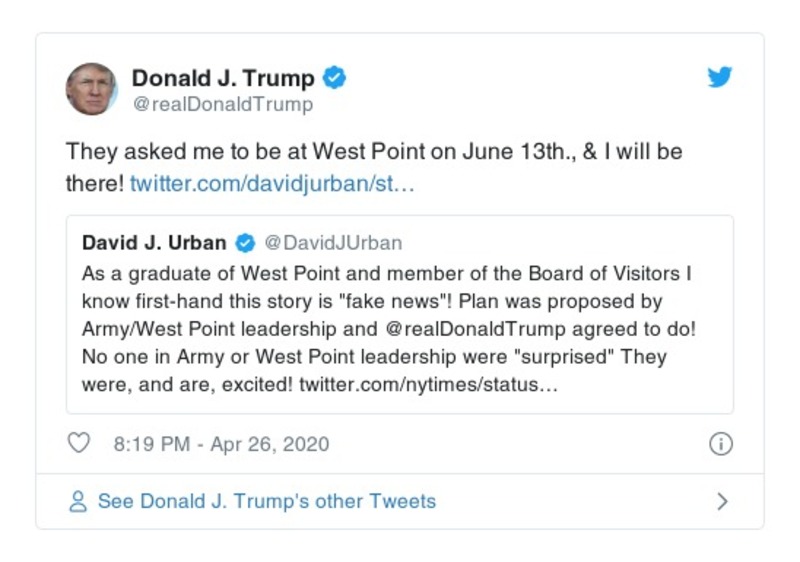 Donald J. Trump
@realDonaldTrump
They asked me to be at West Point on June 13th., & I will be
there! twitter.com/davidjurban/st…
David J. Urban @DavidJUrban
As a graduate of West Point and member of the Board of Visitors I
know first-hand this story is "fake news"! Plan was proposed by
Army/West Point leadership and @realDonaldTrump agreed to do!
No one in Army or West Point leadership were "surprised" They
were, and are, excited! twitter.com/nytimes/status…
8:19 PM - Apr 26, 2020
See Donald J. Trump's other Tweets